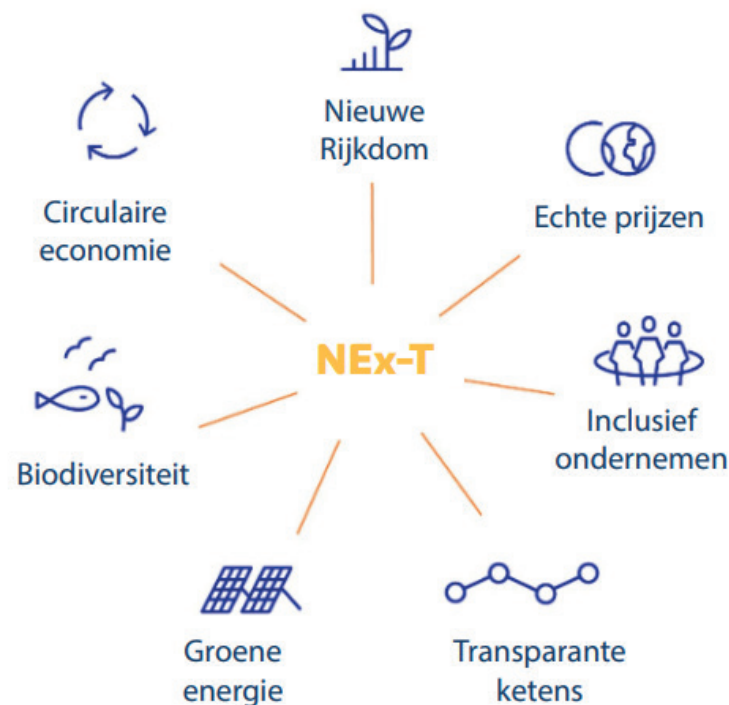 Nieuwe
Rijkdom
Echte prijzen
Inclusief
ondernemen
Transparante
ketens
Groene
energie
Biodiversiteit
Circulaire
economie
NEx-T